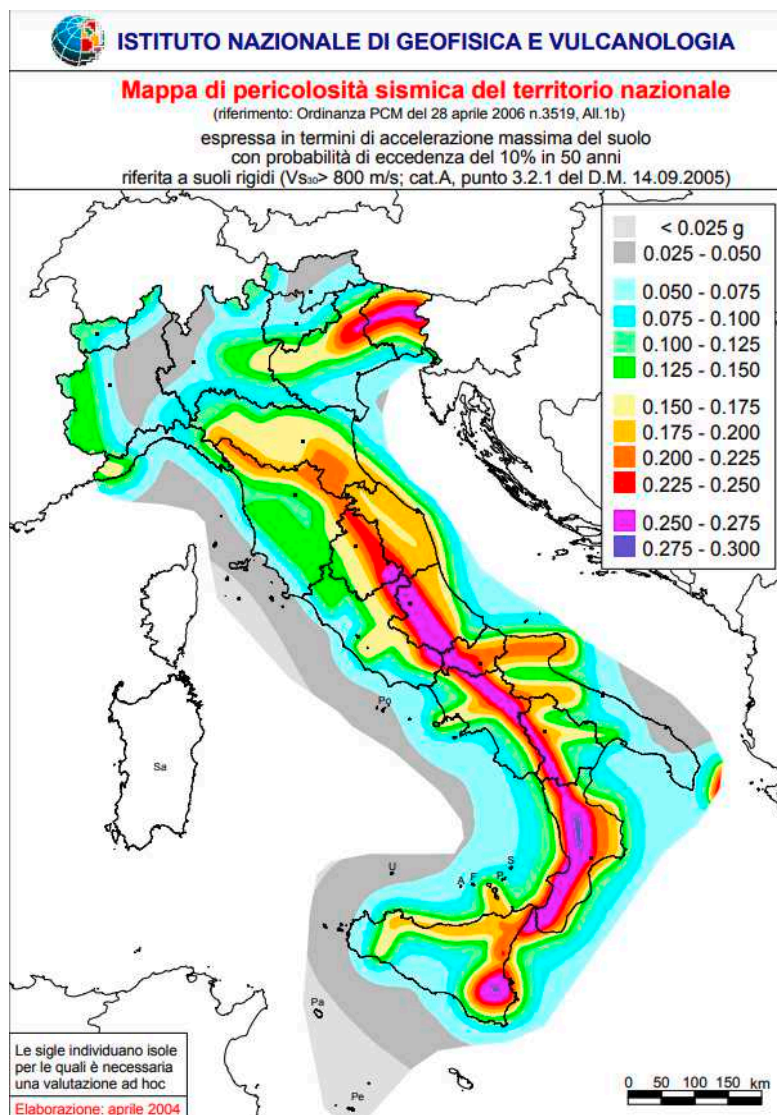 ISTITUTO NAZIONALE DI GEOFISICA E VULCANOLOGIA
Mappa di pericolosità sismica del territorio nazionale
(riferimento: Ordinanza PCM del 28 aprile 2006 n.3519, All.1b)
espressa in termini di accelerazione massima del suolo
con probabilità di eccedenza del 10% in 50 anni
riferita a suoli rigidi (Vs₃₀> 800 m/s; cat.A, punto 3.2.1 del D.M. 14.09.2005)
< 0.025 g
0.025 - 0.050
0.050 - 0.075
0.075 - 0.100
0.100 - 0.125
0.125 - 0.150
0.150 - 0.175
0.175 - 0.200
0.200 - 0.225
0.225 - 0.250
0.250 - 0.275
0.275 - 0.300
Po
Sa
U
S
A
F
P
Pa
Pe
Le sigle individuano isole
per le quali è necessaria
una valutazione ad hoc
Elaborazione: aprile 2004
0 50 100 150 km